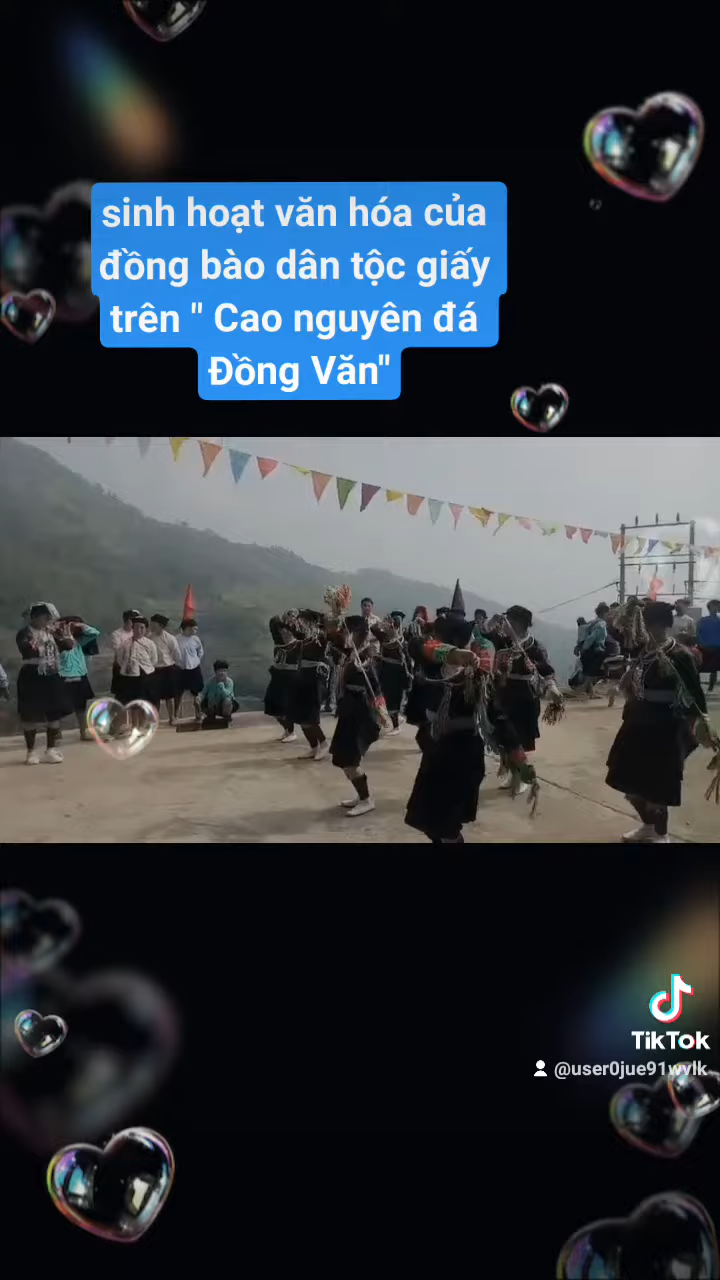 sinh hoạt văn hóa của
đồng bào dân tộc giấy
trên " Cao nguyên đá
Đồng Văn"
TikTok
@user0jue91wvlk